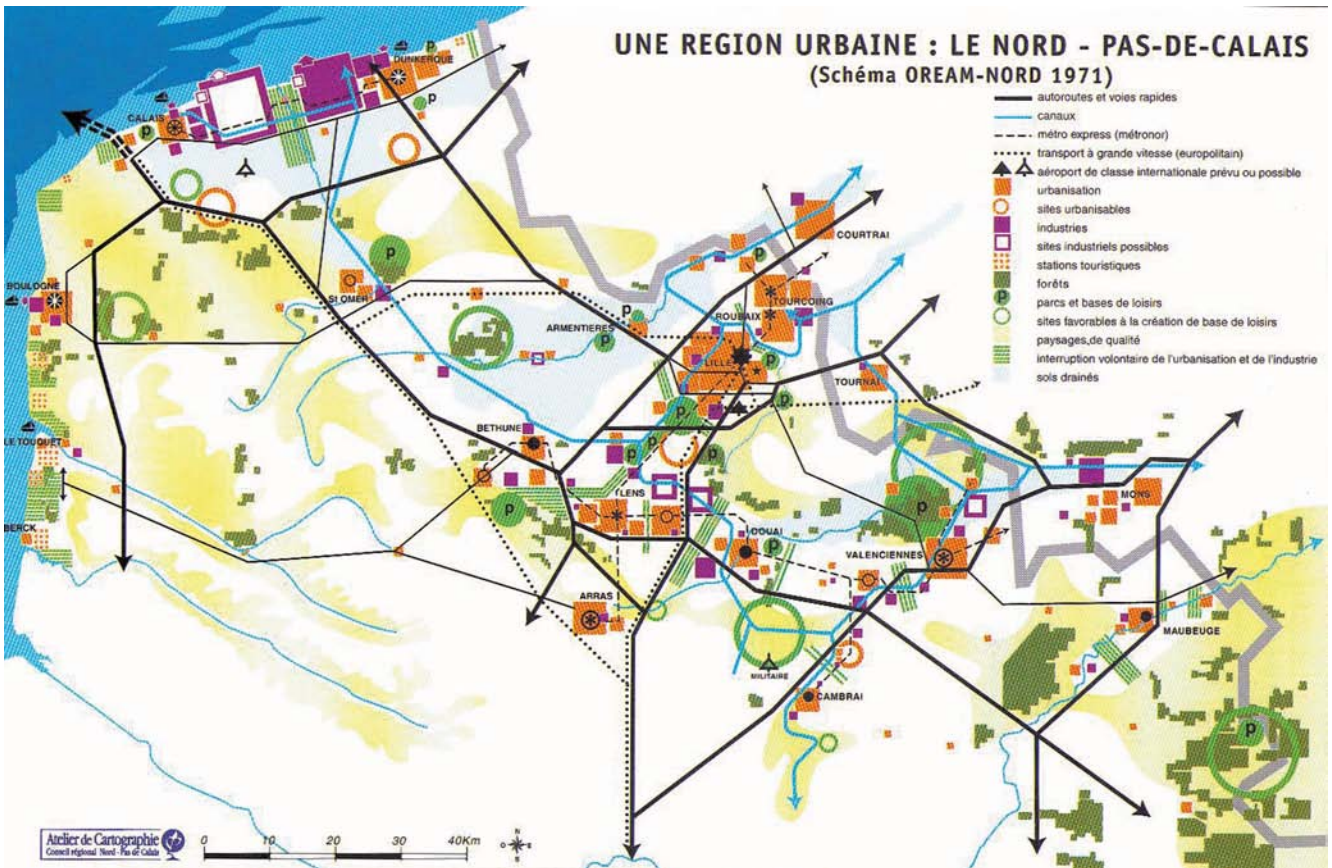 UNE REGION URBAINE : LE NORD - PAS-DE-CALAIS
(Schéma OREAM-NORD 1971)
autoroutes et voies rapides
canaux
métro express (métronor)
transport à grande vitesse (europolitain)
aéroport de classe internationale prévu ou possible
urbanisation
sites urbanisables
industries
sites industriels possibles
stations touristiques
forêts
p parcs et bases de loisirs
sites favorables à la création de base de loisirs
paysages,de qualité
interruption volontaire de l'urbanisation et de l'industrie
sols drainés
p
DUNKERQUE
p
CALAIS
p
COURTRAI
p
p
BOULOGNE
ST OMER
p
TOURCOING
ROUBAIX
ARMENTIERES
p
p
LILLE
TOURNAI
p
p
LE TOUQUET
BETHUNE
p
p
p
MONS
LENS
p
p
BERCK
DOUAI
p
VALENCIENNES
ARRAS
MAUBEUGE
MILITAIRE
CAMBRAI
p
Atelier de Cartographie
Conseil régional Nord - Pas de Calais
0 10 20 30 40Km
N
O E
S